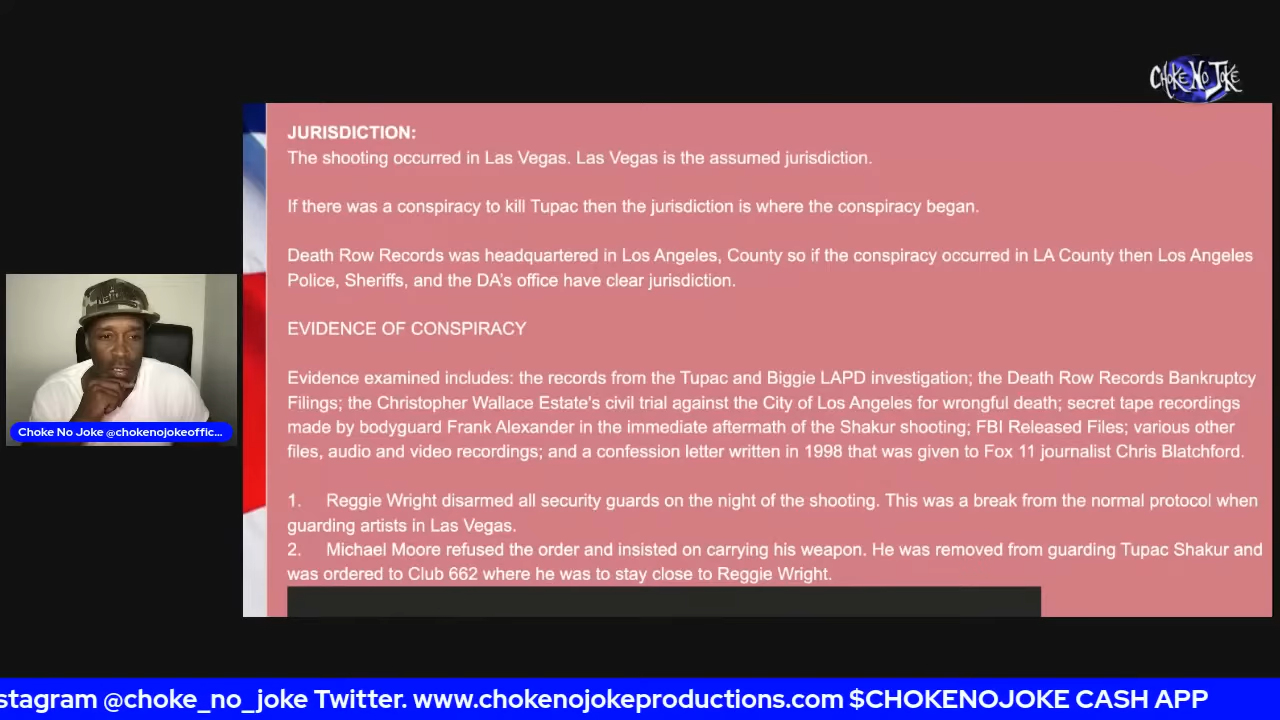 CHOKE NO JOKE
JURISDICTION:
The shooting occurred in Las Vegas. Las Vegas is the assumed jurisdiction.
If there was a conspiracy to kill Tupac then the jurisdiction is where the conspiracy began.
Death Row Records was headquartered in Los Angeles, County so if the conspiracy occurred in LA County then Los Angeles
Police, Sheriffs, and the DA's office have clear jurisdiction.
EVIDENCE OF CONSPIRACY
Evidence examined includes: the records from the Tupac and Biggie LAPD investigation; the Death Row Records Bankruptcy
Filings; the Christopher Wallace Estate's civil trial against the City of Los Angeles for wrongful death; secret tape recordings
made by bodyguard Frank Alexander in the immediate aftermath of the Shakur shooting; FBI Released Files; various other
files, audio and video recordings; and a confession letter written in 1998 that was given to Fox 11 journalist Chris Blatchford.
1. Reggie Wright disarmed all security guards on the night of the shooting. This was a break from the normal protocol when
guarding artists in Las Vegas.
2. Michael Moore refused the order and insisted on carrying his weapon. He was removed from guarding Tupac Shakur and
was ordered to Club 662 where he was to stay close to Reggie Wright.
Choke No Joke @chokenojokeoffic...
stagram @choke_no_joke Twitter. www.chokenojokeproductions.com $CHOKENOJOKE CASH APP